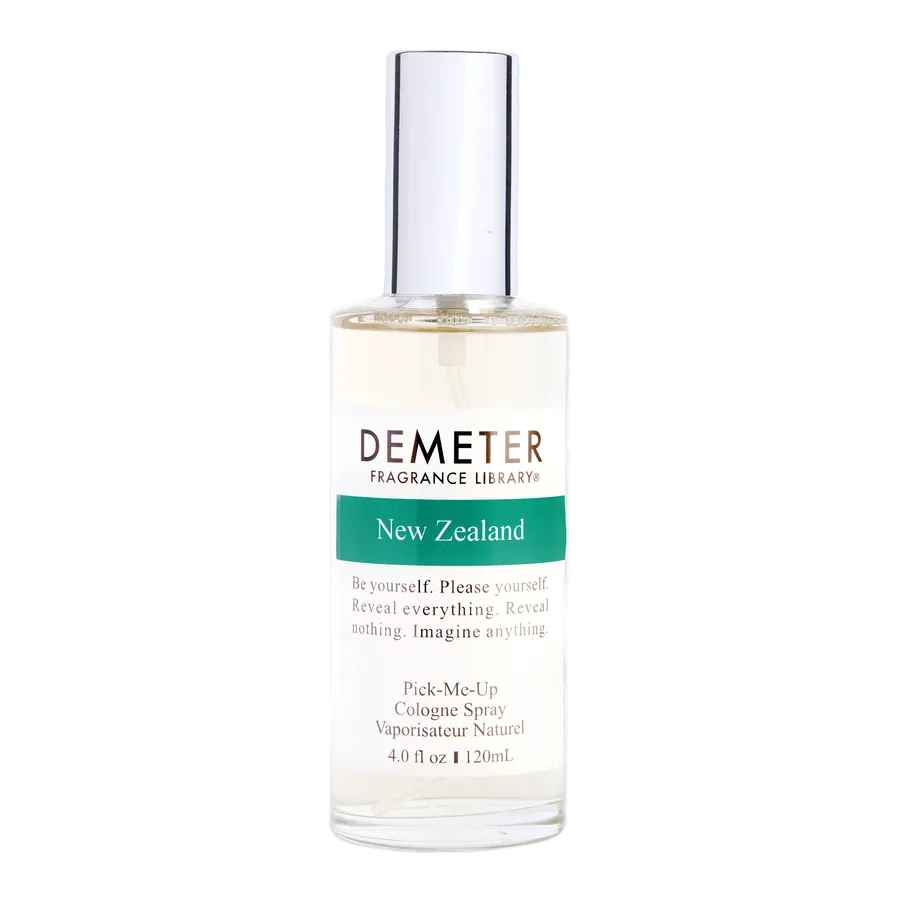 DEMETER
FRAGRANCE LIBRARY®
New Zealand
Be yourself. Please yourself.
Reveal everything. Reveal
nothing. Imagine anything.
Pick-Me-Up
Cologne Spray
Vaporisateur Naturel
4.0 fl oz ▌ 120mL